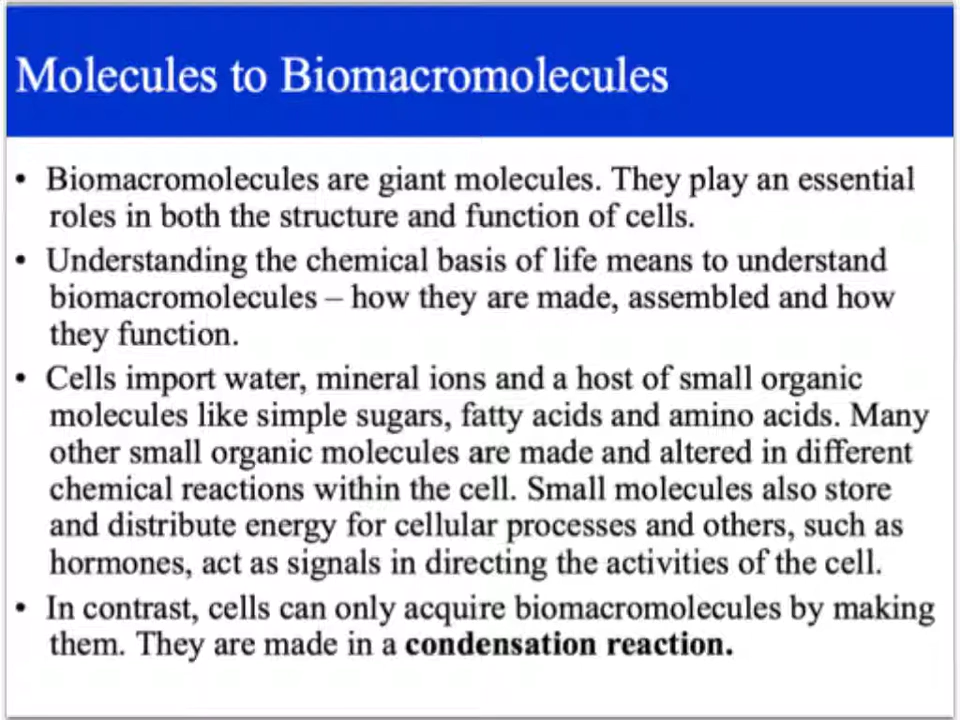 Molecules to Biomacromolecules
• Biomacromolecules are giant molecules. They play an essential
roles in both the structure and function of cells.
• Understanding the chemical basis of life means to understand
biomacromolecules – how they are made, assembled and how
they function.
• Cells import water, mineral ions and a host of small organic
molecules like simple sugars, fatty acids and amino acids. Many
other small organic molecules are made and altered in different
chemical reactions within the cell. Small molecules also store
and distribute energy for cellular processes and others, such as
hormones, act as signals in directing the activities of the cell.
• In contrast, cells can only acquire biomacromolecules by making
them. They are made in a condensation reaction.